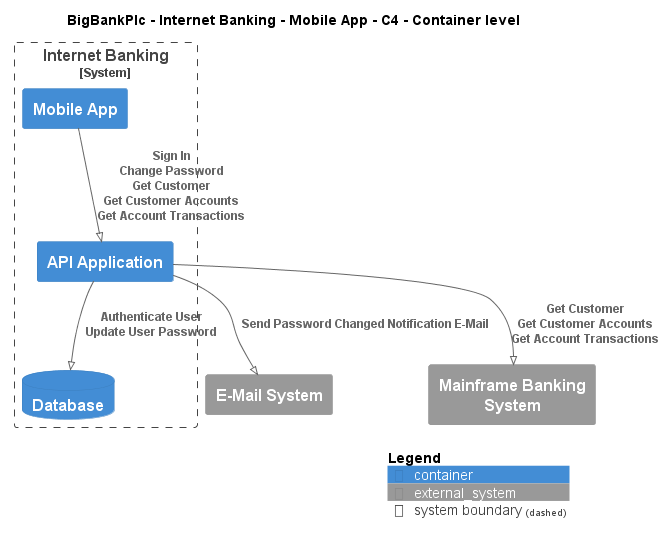 BigBankPlc - Internet Banking - Mobile App - C4 - Container level
Internet Banking
[System]
Mobile App
Sign In
Change Password
Get Customer
Get Customer Accounts
Get Account Transactions
API Application
Authenticate User
Update User Password
Send Password Changed Notification E-Mail
Get Customer
Get Customer Accounts
Get Account Transactions
Database
E-Mail System
Mainframe Banking
System
Legend
container
external_system
system boundary (dashed)